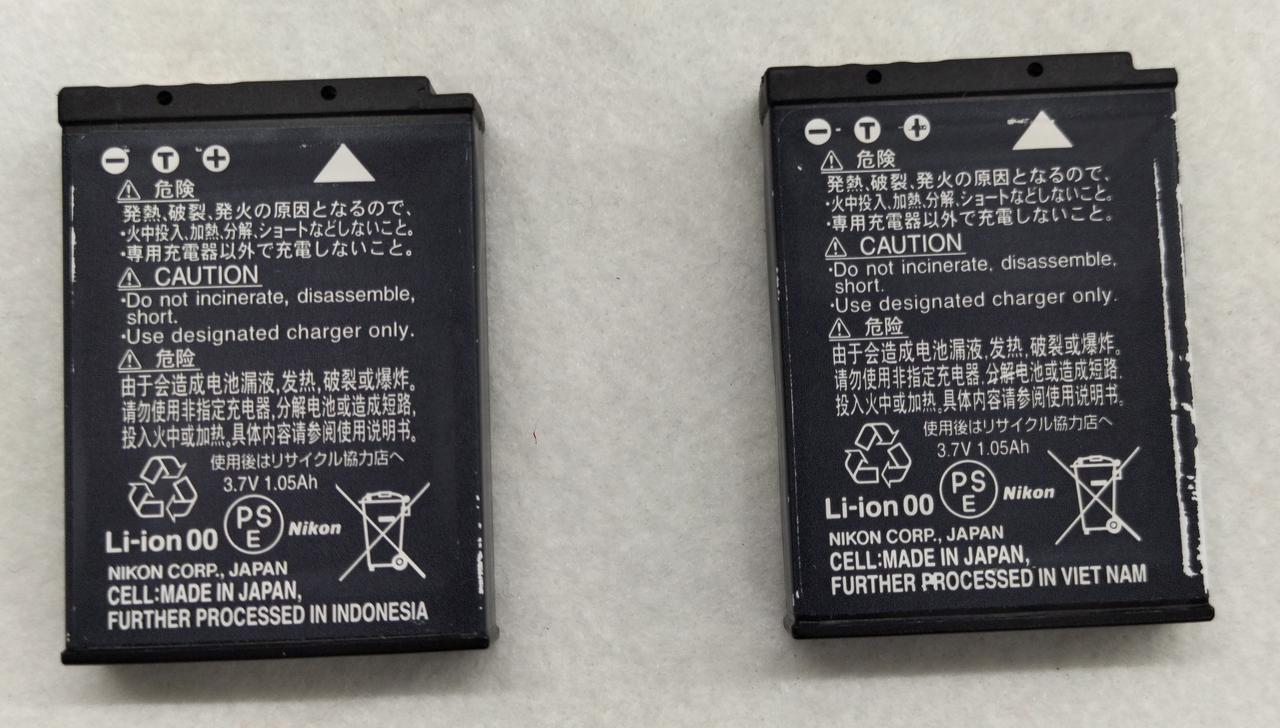 − T +
⚠ 危険
発熱、破裂、発火の原因となるので、
・火中投入、加熱、分解、ショートなどしないこと。
・専用充電器以外で充電しないこと。
⚠ CAUTION
・Do not incinerate, disassemble,
short.
・Use designated charger only.
⚠ 危险
由于会造成电池漏液,发热,破裂或爆炸。
请勿使用非指定充电器,分解电池或造成短路,
投入火中或加热。具体内容请参阅使用说明书。
使用後はリサイクル協力店へ
3.7V 1.05Ah
Li-ion 00 PS E Nikon
NIKON CORP., JAPAN
CELL:MADE IN JAPAN,
FURTHER PROCESSED IN INDONESIA
− T +
⚠ 危険
発熱、破裂、発火の原因となるので、
・火中投入、加熱、分解、ショートなどしないこと。
・専用充電器以外で充電しないこと。
⚠ CAUTION
・Do not incinerate, disassemble,
short.
・Use designated charger only.
⚠ 危险
由于会造成电池漏液,发热,破裂或爆炸。
请勿使用非指定充电器,分解电池或造成短路,
投入火中或加热。具体内容请参阅使用说明书。
使用後はリサイクル協力店へ
3.7V 1.05Ah
Li-ion 00 PS E Nikon
NIKON CORP., JAPAN
CELL:MADE IN JAPAN,
FURTHER PROCESSED IN VIET NAM